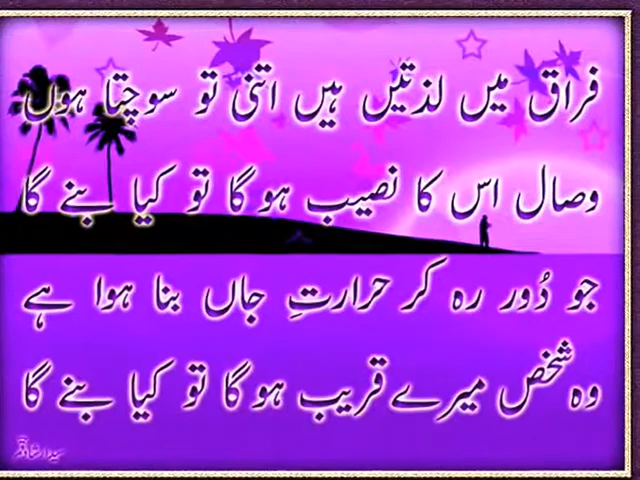 فراق میں لذتیں ہیں اتنی تو سوچتا ہوں
وصال اس کا نصیب ہو گا تو کیا بنے گا
جو دُور رہ کر حرارتِ جاں بنا ہوا ہے
وہ شخص میرے قریب ہو گا تو کیا بنے گا